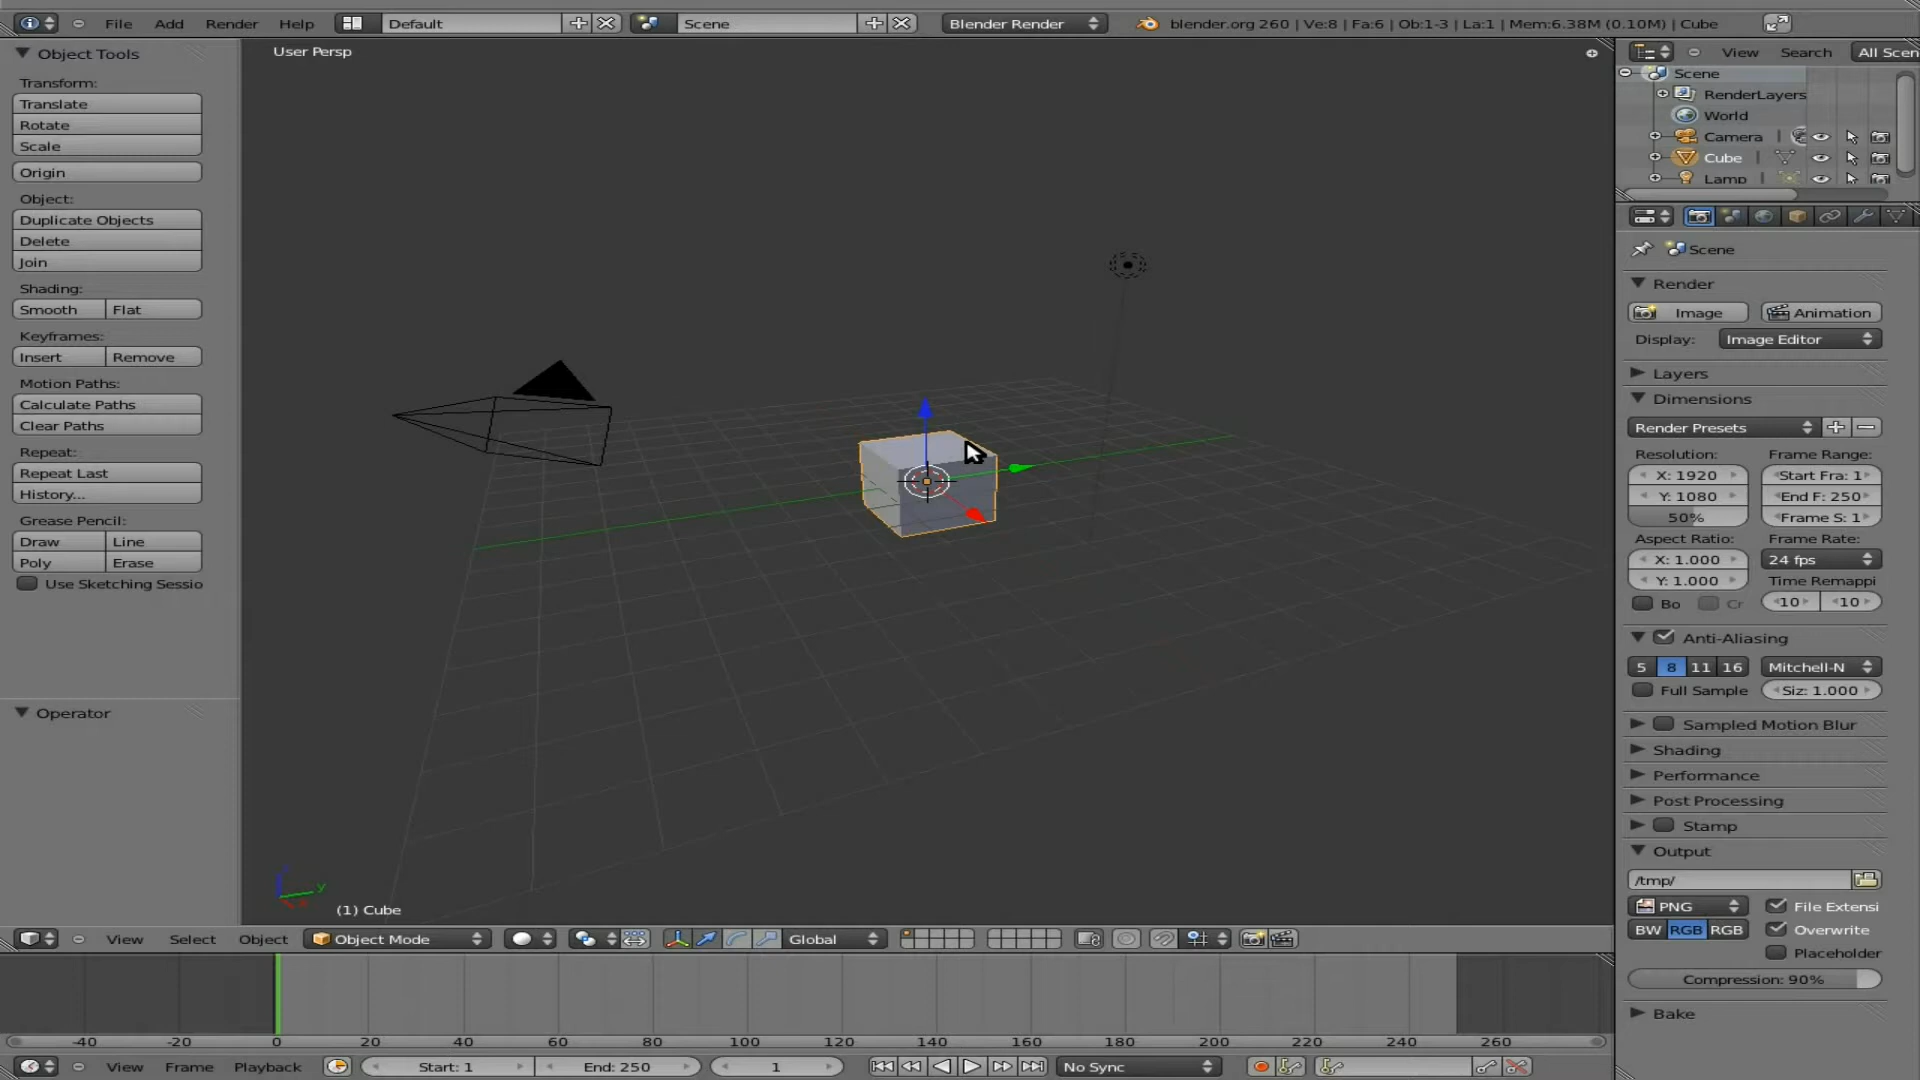 File Add Render Help Default Scene Blender Render blender.org 260 | Ve:8 | Fa:6 | Ob:1-3 | La:1 | Mem:6.38M (0.10M) | Cube
Object Tools
Transform:
Translate
Rotate
Scale
Origin
Object:
Duplicate Objects
Delete
Join
Shading:
Smooth Flat
Keyframes:
Insert Remove
Motion Paths:
Calculate Paths
Clear Paths
Repeat:
Repeat Last
History...
Grease Pencil:
Draw Line
Poly Erase
Use Sketching Sessio
Operator
User Persp
y
(1) Cube
View Search All Scen
Scene
RenderLayers
World
Camera
Cube
Lamp
Scene
Render
Image Animation
Display: Image Editor
Layers
Dimensions
Render Presets
Resolution: Frame Range:
X: 1920 Start Fra: 1
Y: 1080 End F: 250
50% Frame S: 1
Aspect Ratio: Frame Rate:
X: 1.000 24 fps
Y: 1.000 Time Remappi
Bo Cr 10 10
Anti-Aliasing
5 8 11 16 Mitchell-N
Full Sample Siz: 1.000
Sampled Motion Blur
Shading
Performance
Post Processing
Stamp
Output
/tmp/
PNG File Extensi
BW RGB RGB Overwrite
Placeholder
Compression: 90%
Bake
View Select Object Object Mode Global
-40 -20 0 20 40 60 80 100 120 140 160 180 200 220 240 260
View Frame Playback Start: 1 End: 250 1 No Sync